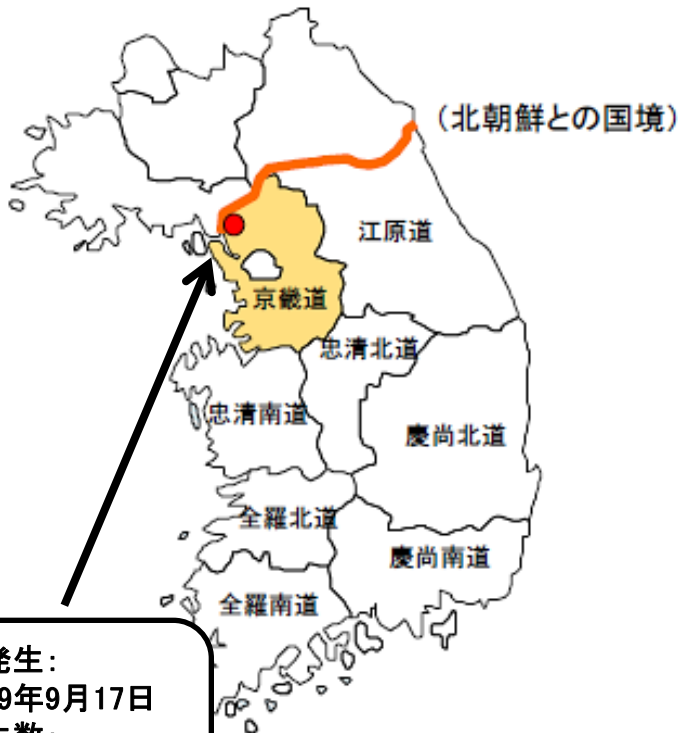 (北朝鮮との国境)
江原道
京畿道
忠清北道
忠清南道
慶尚北道
全羅北道
慶尚南道
全羅南道
発生:
9年9月17日